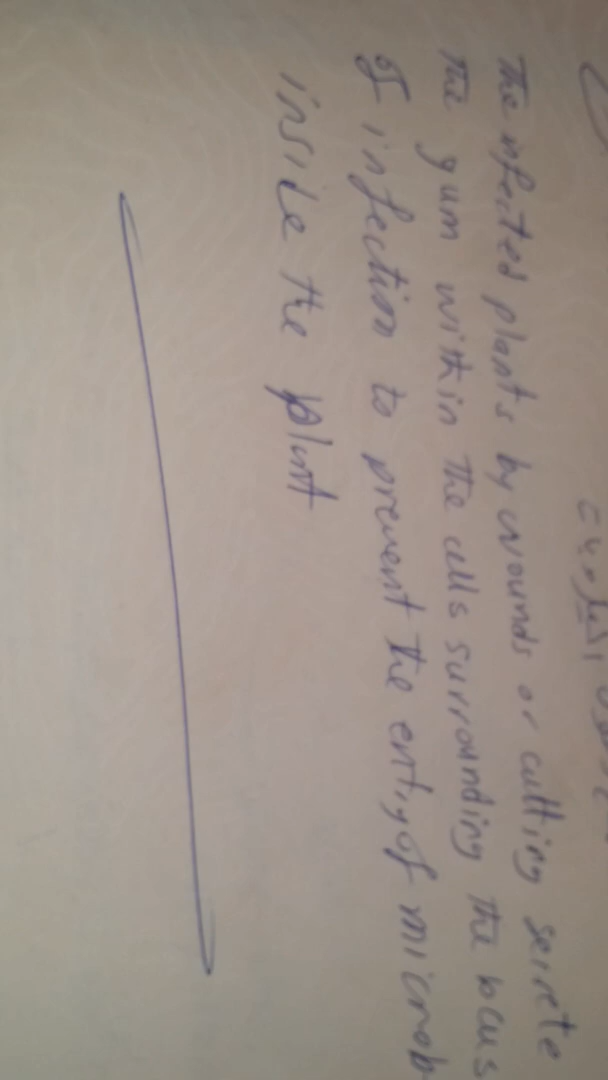 The infected plants by wounds or cutting secrete
the gum within the cells surrounding the locus
of infection to prevent the entry of microb
inside the plant